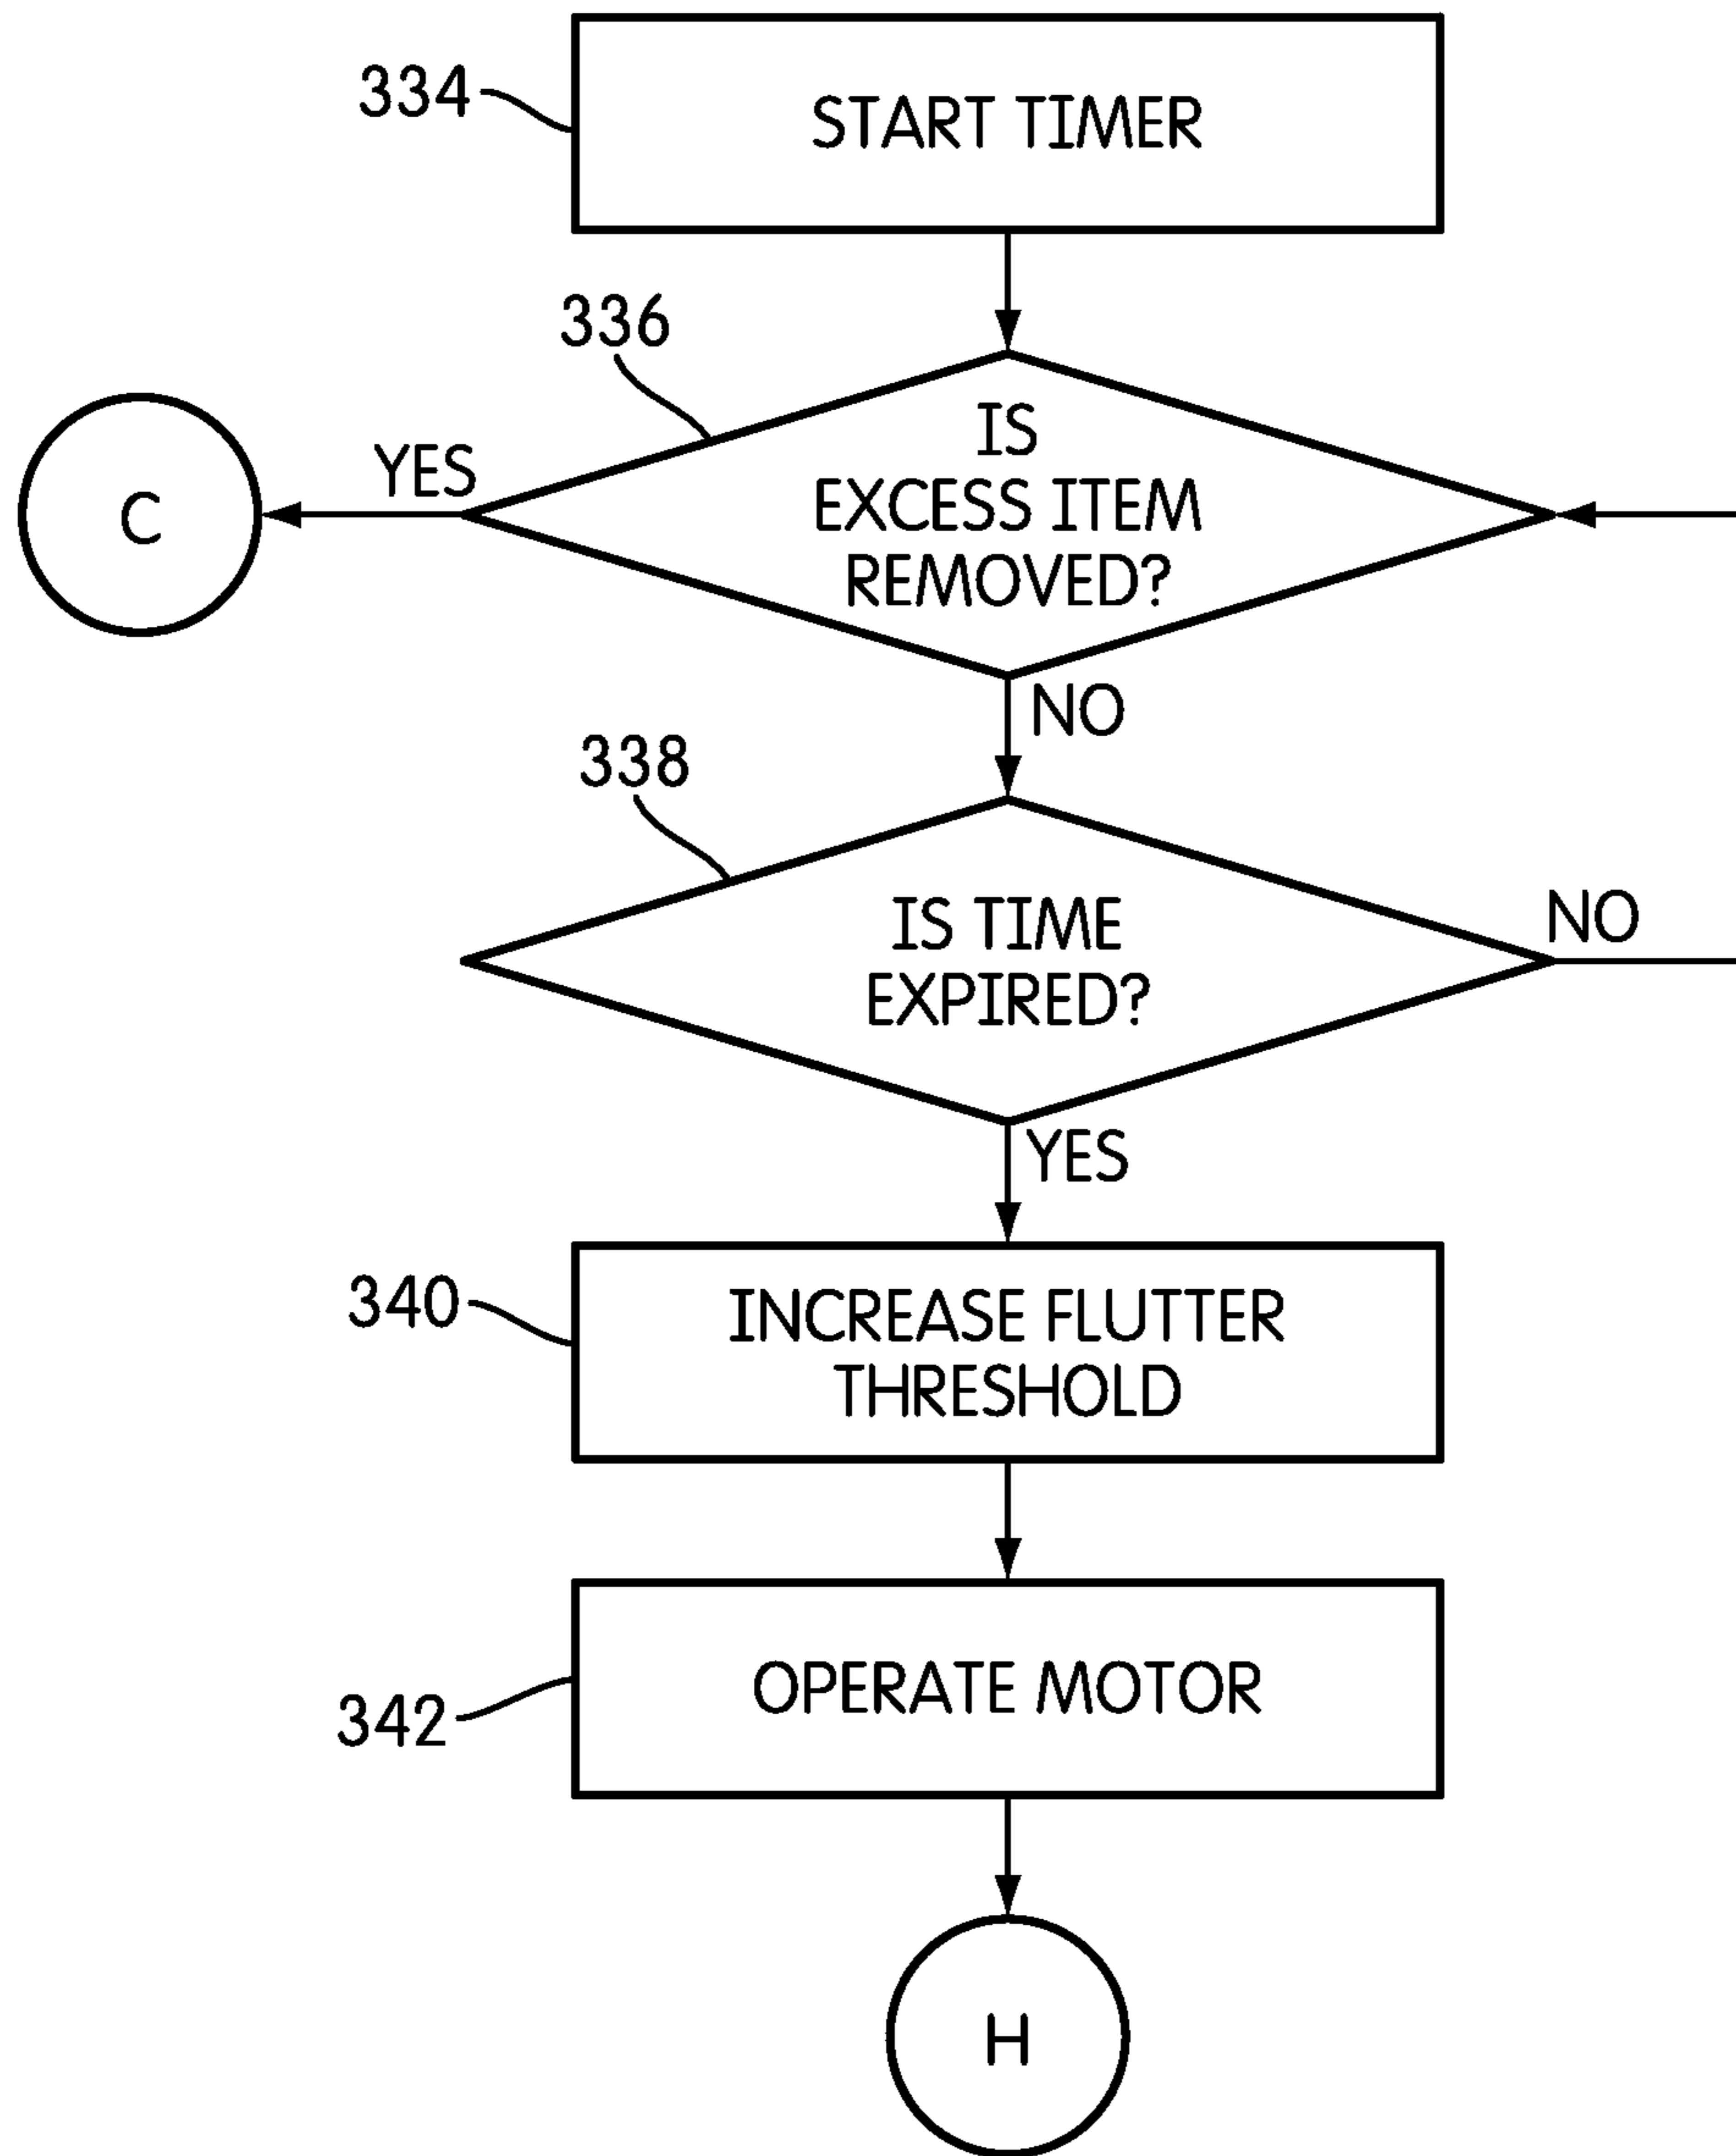 334
START TIMER
336
IS
EXCESS ITEM
REMOVED?
YES
C
NO
338
IS TIME
EXPIRED?
NO
YES
340
INCREASE FLUTTER
THRESHOLD
342
OPERATE MOTOR
H